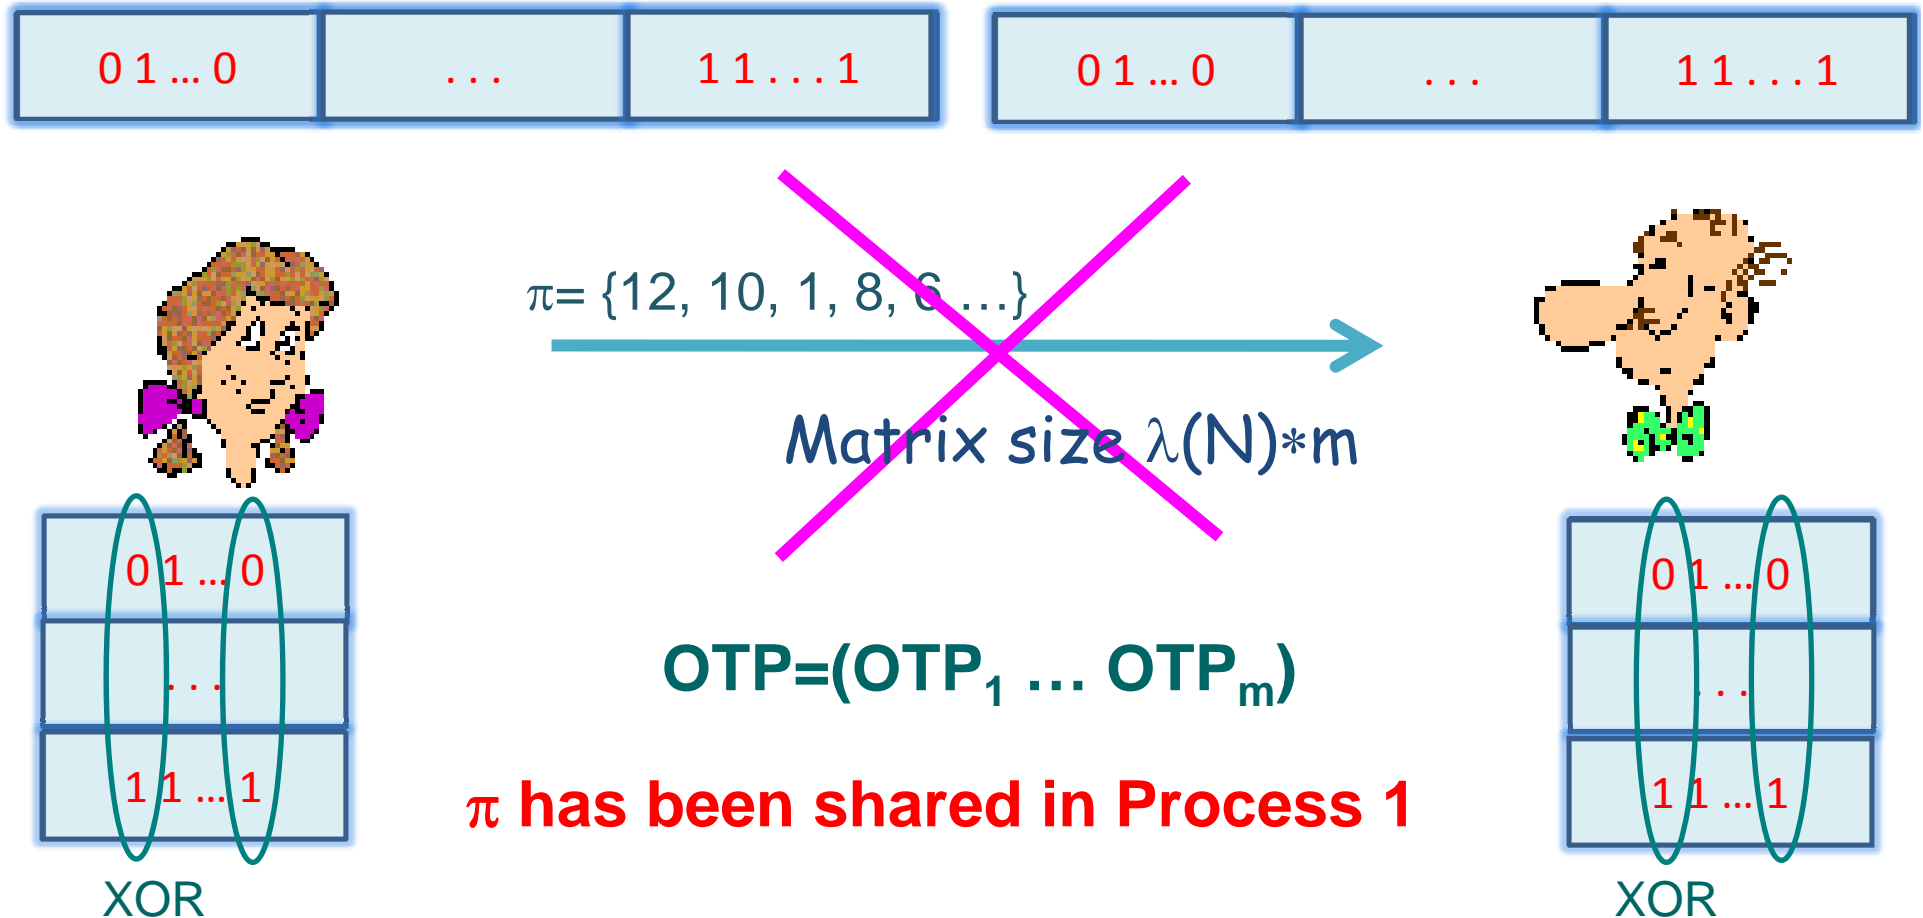 0 1 ... 0 . . . 1 1 . . . 1 0 1 ... 0 . . . 1 1 . . . 1
π= {12, 10, 1, 8, 6 ...}
Matrix size λ(N)*m
0 1 ... 0
. . .
1 1 ... 1
XOR
OTP=(OTP₁ ... OTPₘ)
π has been shared in Process 1
0 1 ... 0
. . .
1 1 ... 1
XOR